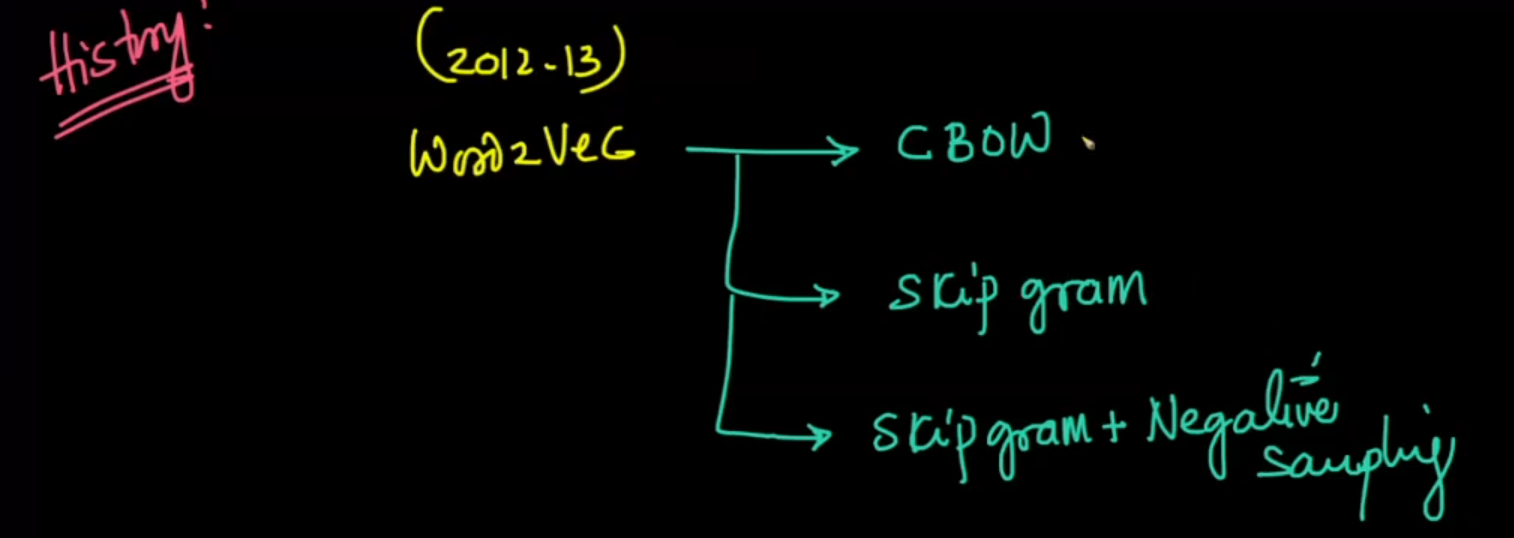 History:
(2012-13)
Word2Vec → CBOW
Skip gram
Skip gram + Negative
Sampling